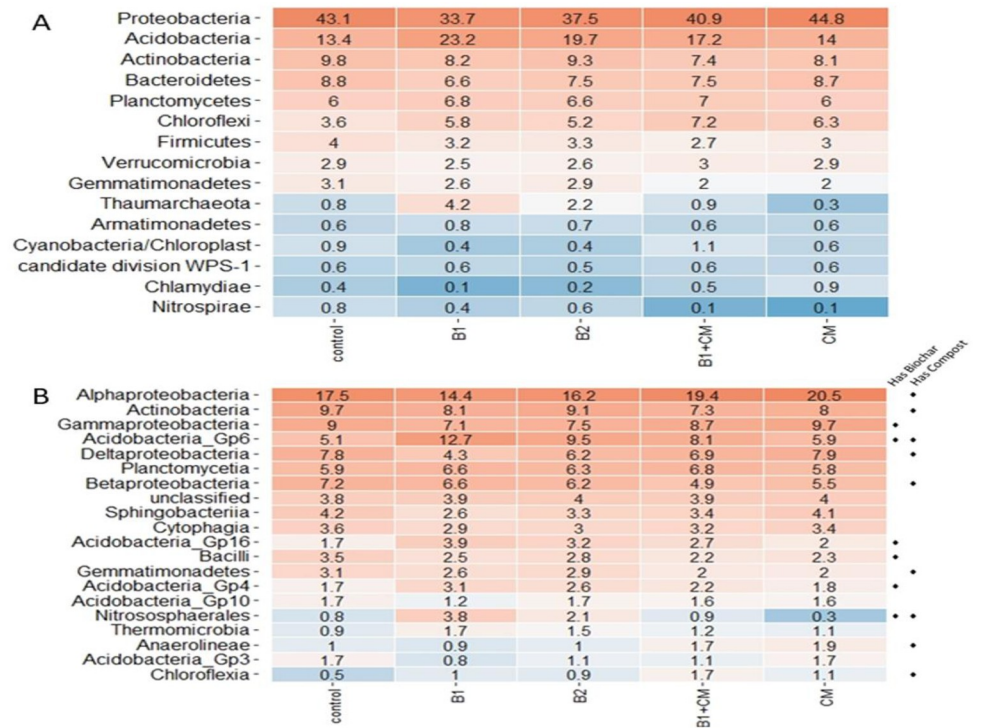 A
Proteobacteria 43.1 33.7 37.5 40.9 44.8
Acidobacteria 13.4 23.2 19.7 17.2 14
Actinobacteria 9.8 8.2 9.3 7.4 8.1
Bacteroidetes 8.8 6.6 7.5 7.5 8.7
Planctomycetes 6 6.8 6.6 7 6
Chloroflexi 3.6 5.8 5.2 7.2 6.3
Firmicutes 4 3.2 3.3 2.7 3
Verrucomicrobia 2.9 2.5 2.6 3 2.9
Gemmatimonadetes 3.1 2.6 2.9 2 2
Thaumarchaeota 0.8 4.2 2.2 0.9 0.3
Armatimonadetes 0.6 0.8 0.7 0.6 0.6
Cyanobacteria/Chloroplast 0.9 0.4 0.4 1.1 0.6
candidate division WPS-1 0.6 0.6 0.5 0.6 0.6
Chlamydiae 0.4 0.1 0.2 0.5 0.9
Nitrospirae 0.8 0.4 0.6 0.1 0.1
control B1 B2 B1+CM CM
Has Biochar
Has Compost
B
Alphaproteobacteria 17.5 14.4 16.2 19.4 20.5 •
Actinobacteria 9.7 8.1 9.1 7.3 8 •
Gammaproteobacteria 9 7.1 7.5 8.7 9.7 •
Acidobacteria_Gp6 5.1 12.7 9.5 8.1 5.9 • •
Deltaproteobacteria 7.8 4.3 6.2 6.9 7.9 •
Planctomycetia 5.9 6.6 6.3 6.8 5.8
Betaproteobacteria 7.2 6.6 6.2 4.9 5.5 •
unclassified 3.8 3.9 4 3.9 4
Sphingobacteriia 4.2 2.6 3.3 3.4 4.1
Cytophagia 3.6 2.9 3 3.2 3.4
Acidobacteria_Gp16 1.7 3.9 3.2 2.7 2 •
Bacilli 3.5 2.5 2.8 2.2 2.3 •
Gemmatimonadetes 3.1 2.6 2.9 2 2 •
Acidobacteria_Gp4 1.7 3.1 2.6 2.2 1.8 •
Acidobacteria_Gp10 1.7 1.2 1.7 1.6 1.6
Nitrososphaerales 0.8 3.8 2.1 0.9 0.3 • •
Thermomicrobia 0.9 1.7 1.5 1.2 1.1
Anaerolineae 1 0.9 1 1.7 1.9 •
Acidobacteria_Gp3 1.7 0.8 1.1 1.1 1.7
Chloroflexia 0.5 1 0.9 1.7 1.1 •
control B1 B2 B1+CM CM